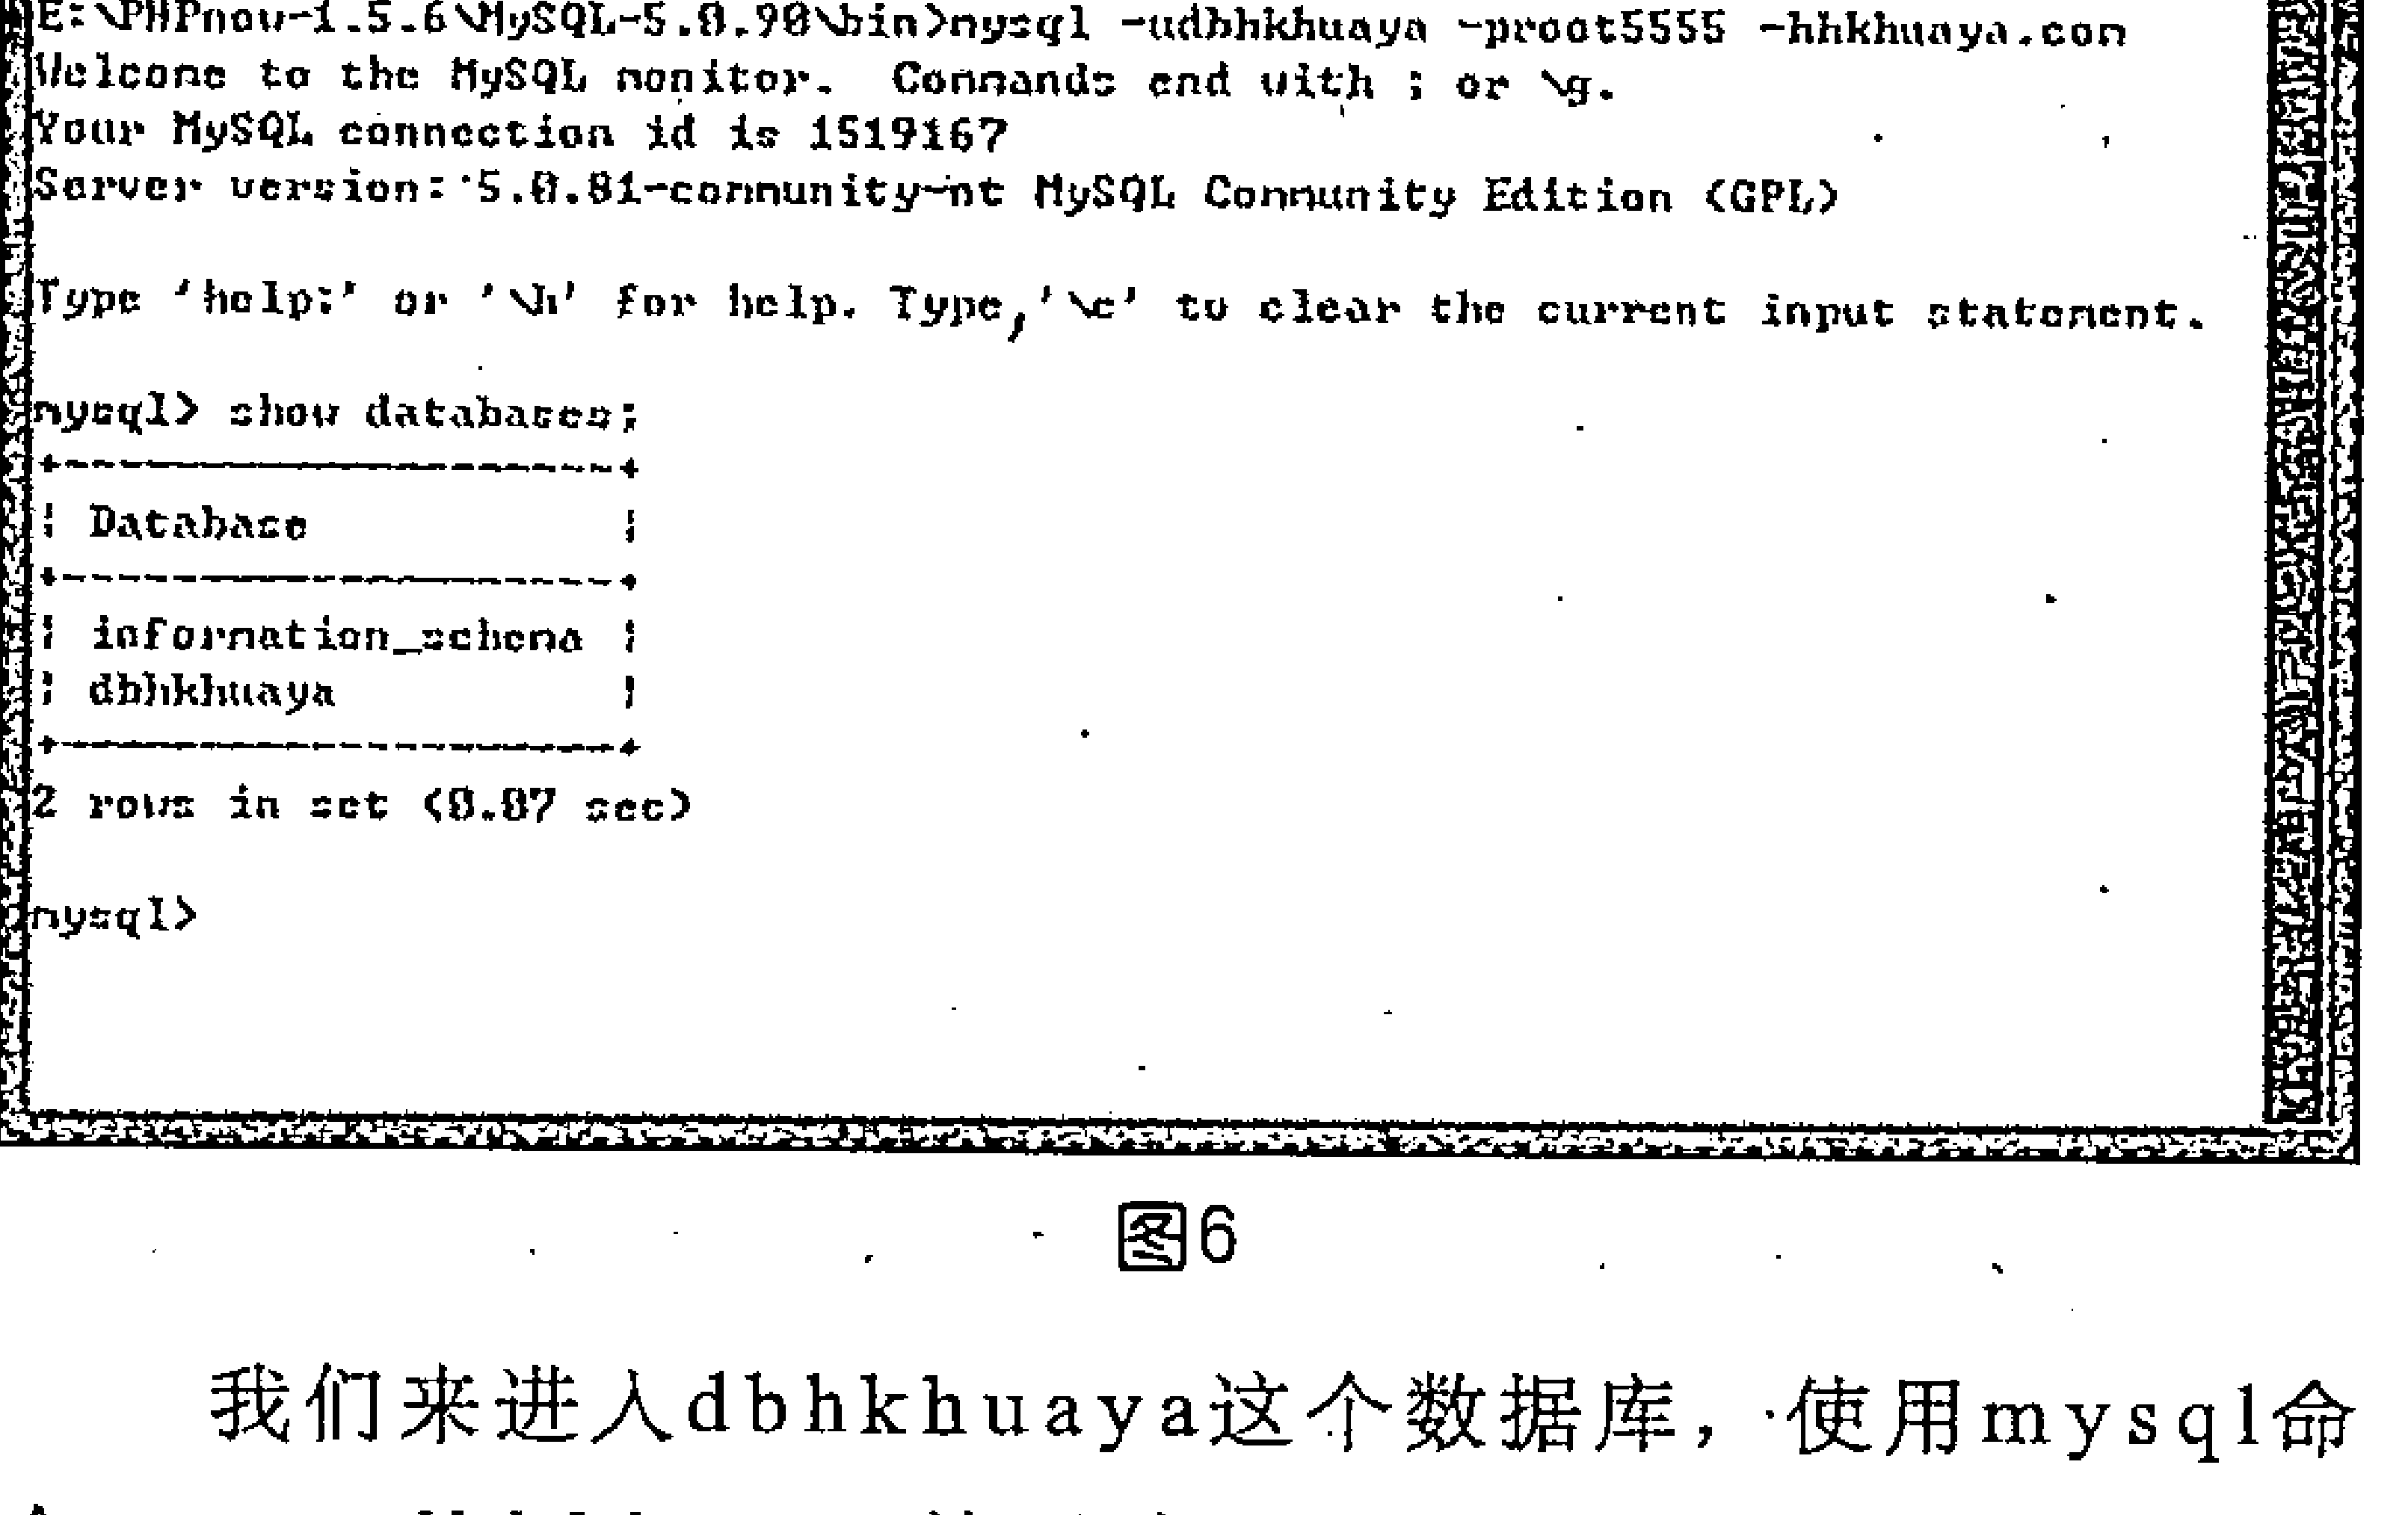 E:\PHPnow-1.5.6\MySQL-5.0.90\bin>mysql -udbhkhuaya -proot5555 -hhkhuaya.com
Welcome to the MySQL monitor.  Commands end with ; or \g.
Your MySQL connection id is 1519167
Server version: 5.0.81-community-nt MySQL Community Edition (GPL)
Type 'help;' or '\h' for help. Type '\c' to clear the current input statement.
mysql> show databases;
+--------------------+
| Database           |
+--------------------+
| information_schema |
| dbhkhuaya          |
+--------------------+
2 rows in set (0.07 sec)
mysql>
图6
我们来进入dbhkhuaya这个数据库，使用mysql命